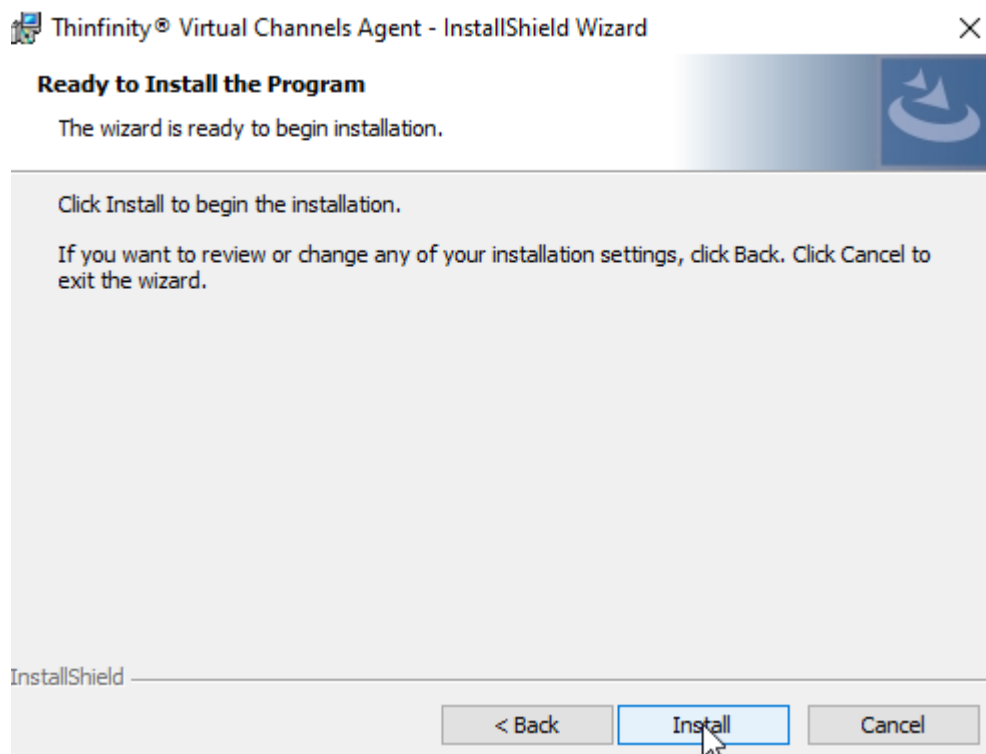 Thinfinity® Virtual Channels Agent - InstallShield Wizard
Ready to Install the Program
The wizard is ready to begin installation.
Click Install to begin the installation.
If you want to review or change any of your installation settings, click Back. Click Cancel to
exit the wizard.
InstallShield
< Back
Install
Cancel